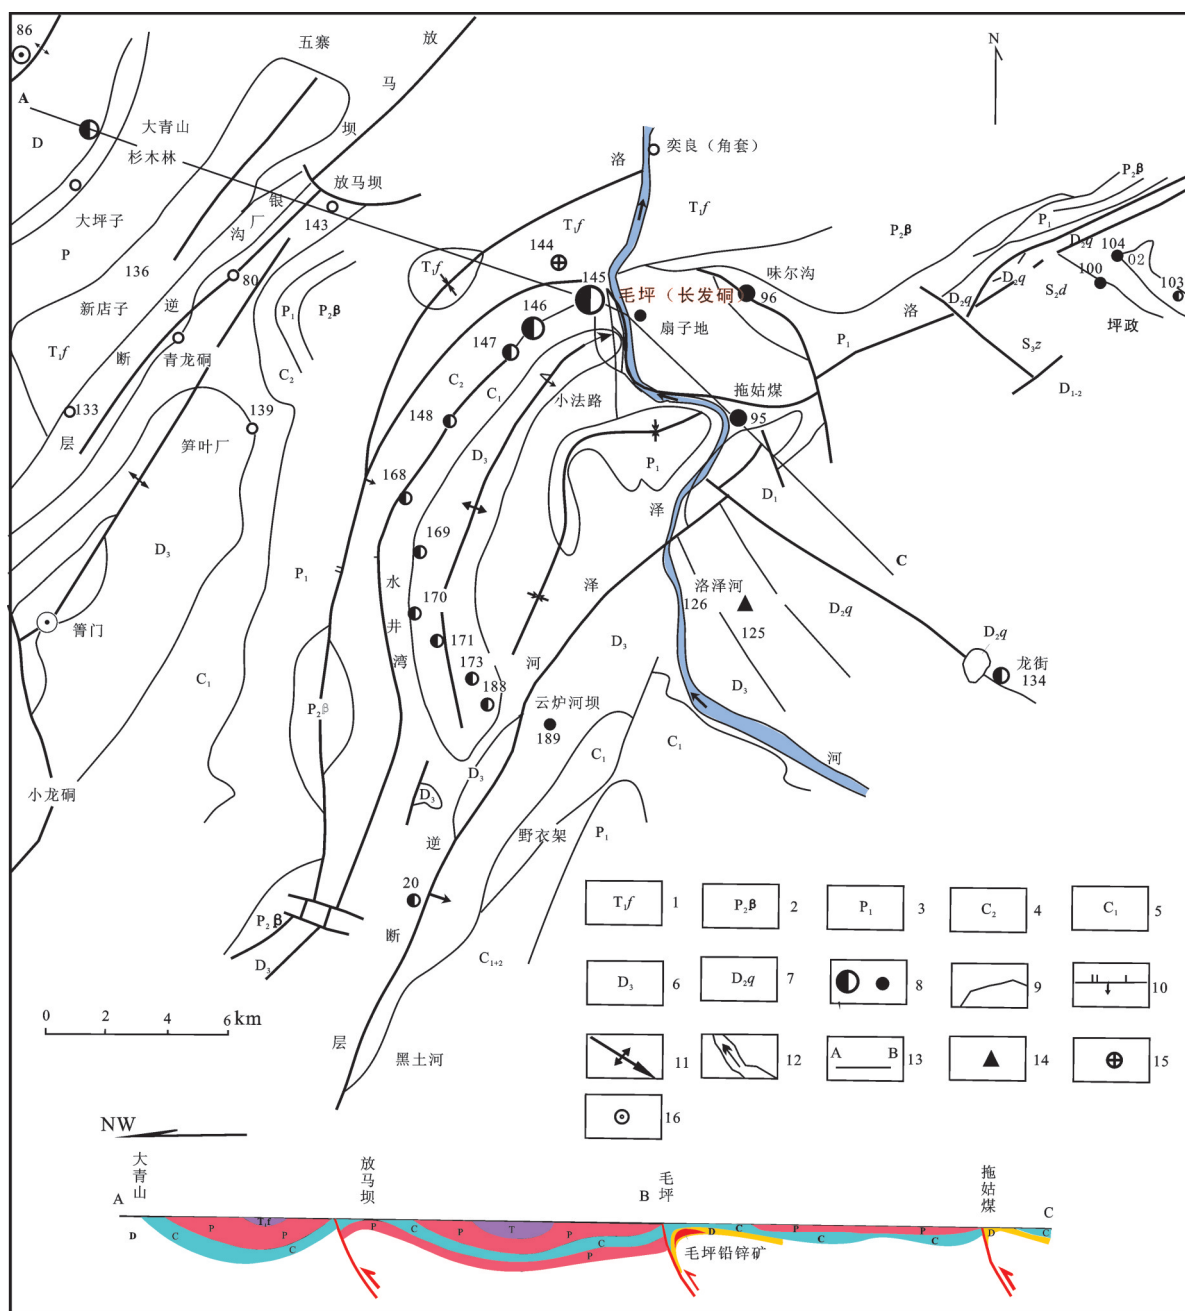 86
五寨
放
马
坝
N
A
大青山
D
杉木林
洛
奕良（角套）
放马坝
银
厂
沟
143
大坪子
T₁f
T₁f
P₂β
P₂β
P₁
P
136
144
T₁f
145
味尔沟
D₂q
104
02
80
146
毛坪（长发硐）
96
D₂q
S₂d
100
103
新店子
逆
P₁
P₂β
147
扇子地
洛
D₂q
坪政
T₁f
断
青龙硐
C₂
C₂
C₁
P₁
S₃z
小法路
拖姑煤
D₁₋₂
133
139
148
95
层
笋叶厂
D₃
P₁
168
D₁
泽
D₃
169
C
P₁
水
泽
洛泽河
170
126
井
125
D₂q
箐门
171
D₃
D₂q
湾
173
河
龙街
C₁
188
D₃
134
P₂β
云炉河坝
189
C₁
C₁
河
小龙硐
D₃
D₃
逆
野衣架
P₁
20
T₁f
1
P₂β
2
P₁
3
C₂
4
C₁
5
P₂β
断
D₃
C₁₊₂
D₃
6
D₂q
7
8
9
10
0
2
4
6
km
层
黑土河
11
12
A
B
13
14
15
16
NW
大青山
放马坝
毛坪
拖姑煤
A
B
C
D
C
P
T₁f
P
C
P
C
P
T
P
C
P
C
P
D
C
P
C
P
C
D
C
毛坪铅锌矿